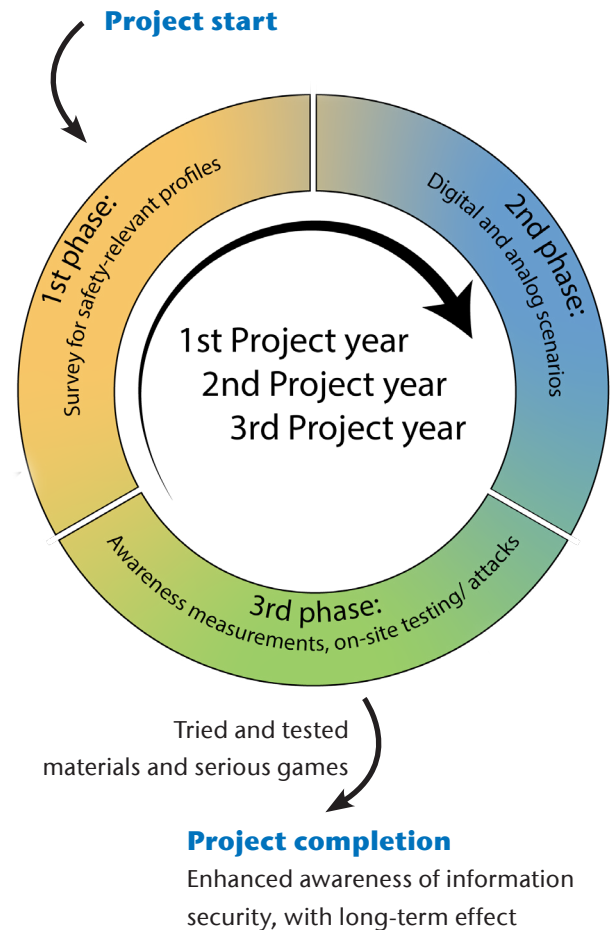 Project start
1st phase:
Survey for safety-relevant profiles
2nd phase:
Digital and analog scenarios
1st Project year
2nd Project year
3rd Project year
3rd phase:
Awareness measurements, on-site testing/ attacks
Tried and tested
materials and serious games
Project completion
Enhanced awareness of information
security, with long-term effect